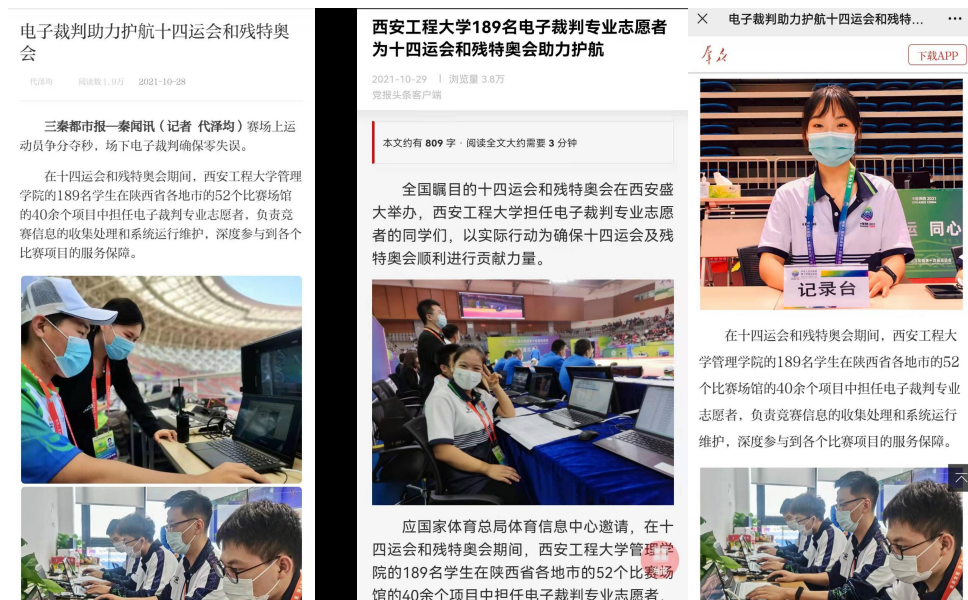 电子裁判助力护航十四运会和残特奥
会
代泽均 阅读数1.9万 2021-10-28
三秦都市报—秦闻讯（记者 代泽均）赛场上运
动员争分夺秒，场下电子裁判确保零失误。
在十四运会和残特奥会期间，西安工程大学管理
学院的189名学生在陕西省各地市的52个比赛场馆
的40余个项目中担任电子裁判专业志愿者，负责竞
赛信息的收集处理和系统运行维护，深度参与到各个
比赛项目的服务保障。
西安工程大学189名电子裁判专业志愿者
为十四运会和残特奥会助力护航
2021-10-29 | 浏览量 3.8万
党报头条客户端
本文约有 809 字 · 阅读全文大约需要 3 分钟
全国瞩目的十四运会和残特奥会在西安盛
大举办，西安工程大学担任电子裁判专业志愿
者的同学们，以实际行动为确保十四运会及残
特奥会顺利进行贡献力量。
应国家体育总局体育信息中心邀请，在十
四运会和残特奥会期间，西安工程大学管理学
院的189名学生在陕西省各地市的52个比赛场
馆的40余个项目中担任电子裁判专业志愿者，
电子裁判助力护航十四运会和残特...
群众
下载APP
运 同心
记录台
在十四运会和残特奥会期间，西安工程大
学管理学院的189名学生在陕西省各地市的52
个比赛场馆的40余个项目中担任电子裁判专业
志愿者，负责竞赛信息的收集处理和系统运行
维护，深度参与到各个比赛项目的服务保障。